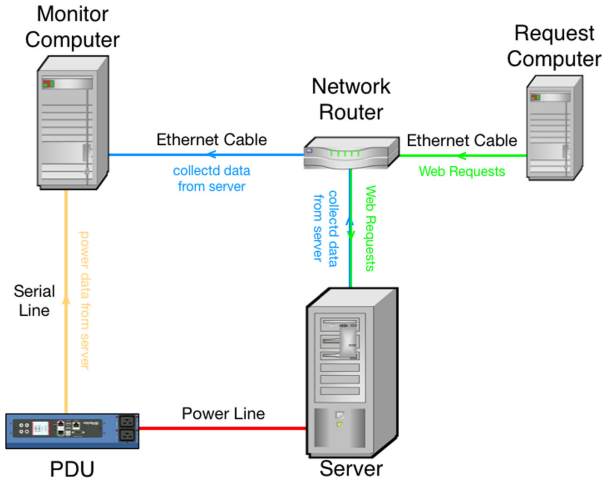 Monitor
Computer
Request
Computer
Network
Router
Ethernet Cable
collectd data
from server
Ethernet Cable
Web Requests
collectd data
from server
Web Requests
power data from server
Serial
Line
Power Line
PDU
Server